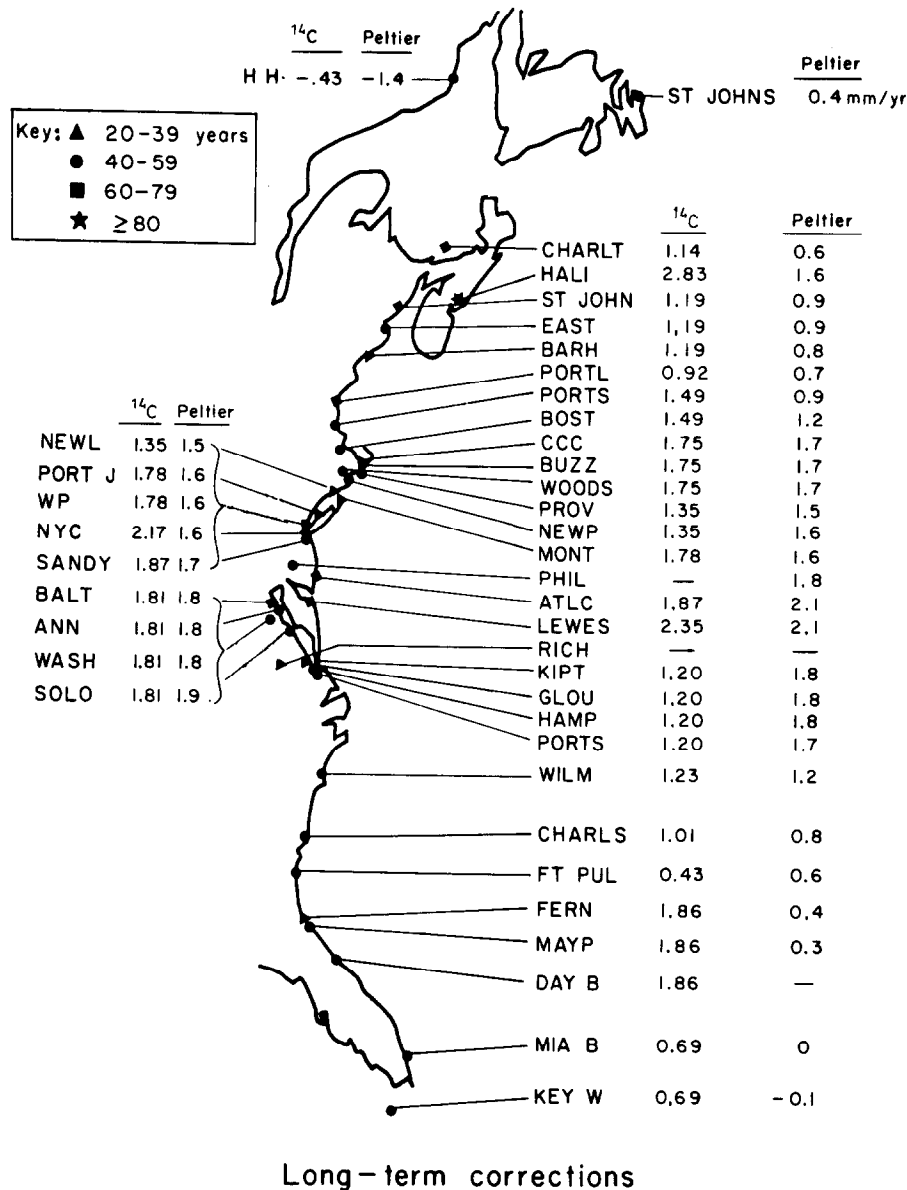 ¹⁴C Peltier
H H· -.43 -1.4
Peltier
ST JOHNS 0.4 mm/yr
Key: ▲ 20-39 years
● 40-59
■ 60-79
★ ≥80
¹⁴C Peltier
CHARLT 1.14 0.6
HALI 2.83 1.6
ST JOHN 1.19 0.9
EAST 1,19 0.9
BARH 1.19 0.8
PORTL 0.92 0.7
PORTS 1.49 0.9
BOST 1.49 1.2
CCC 1.75 1.7
BUZZ 1.75 1.7
WOODS 1.75 1.7
PROV 1.35 1.5
NEWP 1.35 1.6
MONT 1.78 1.6
PHIL — 1.8
ATLC 1,87 2.1
LEWES 2.35 2.1
RICH — —
KIPT 1,20 1.8
GLOU 1.20 1.8
HAMP 1.20 1.8
PORTS 1.20 1.7
WILM 1.23 1.2
CHARLS 1.01 0.8
FT PUL 0.43 0.6
FERN 1.86 0,4
MAYP 1.86 0.3
DAY B 1.86 —
MIA B 0.69 0
KEY W 0,69 -0.1
¹⁴C Peltier
NEWL 1.35 1.5
PORT J 1.78 1.6
WP 1.78 1.6
NYC 2.17 1.6
SANDY 1.87 1.7
BALT 1.81 1.8
ANN 1.81 1.8
WASH 1.81 1.8
SOLO 1.81 1.9
Long-term corrections